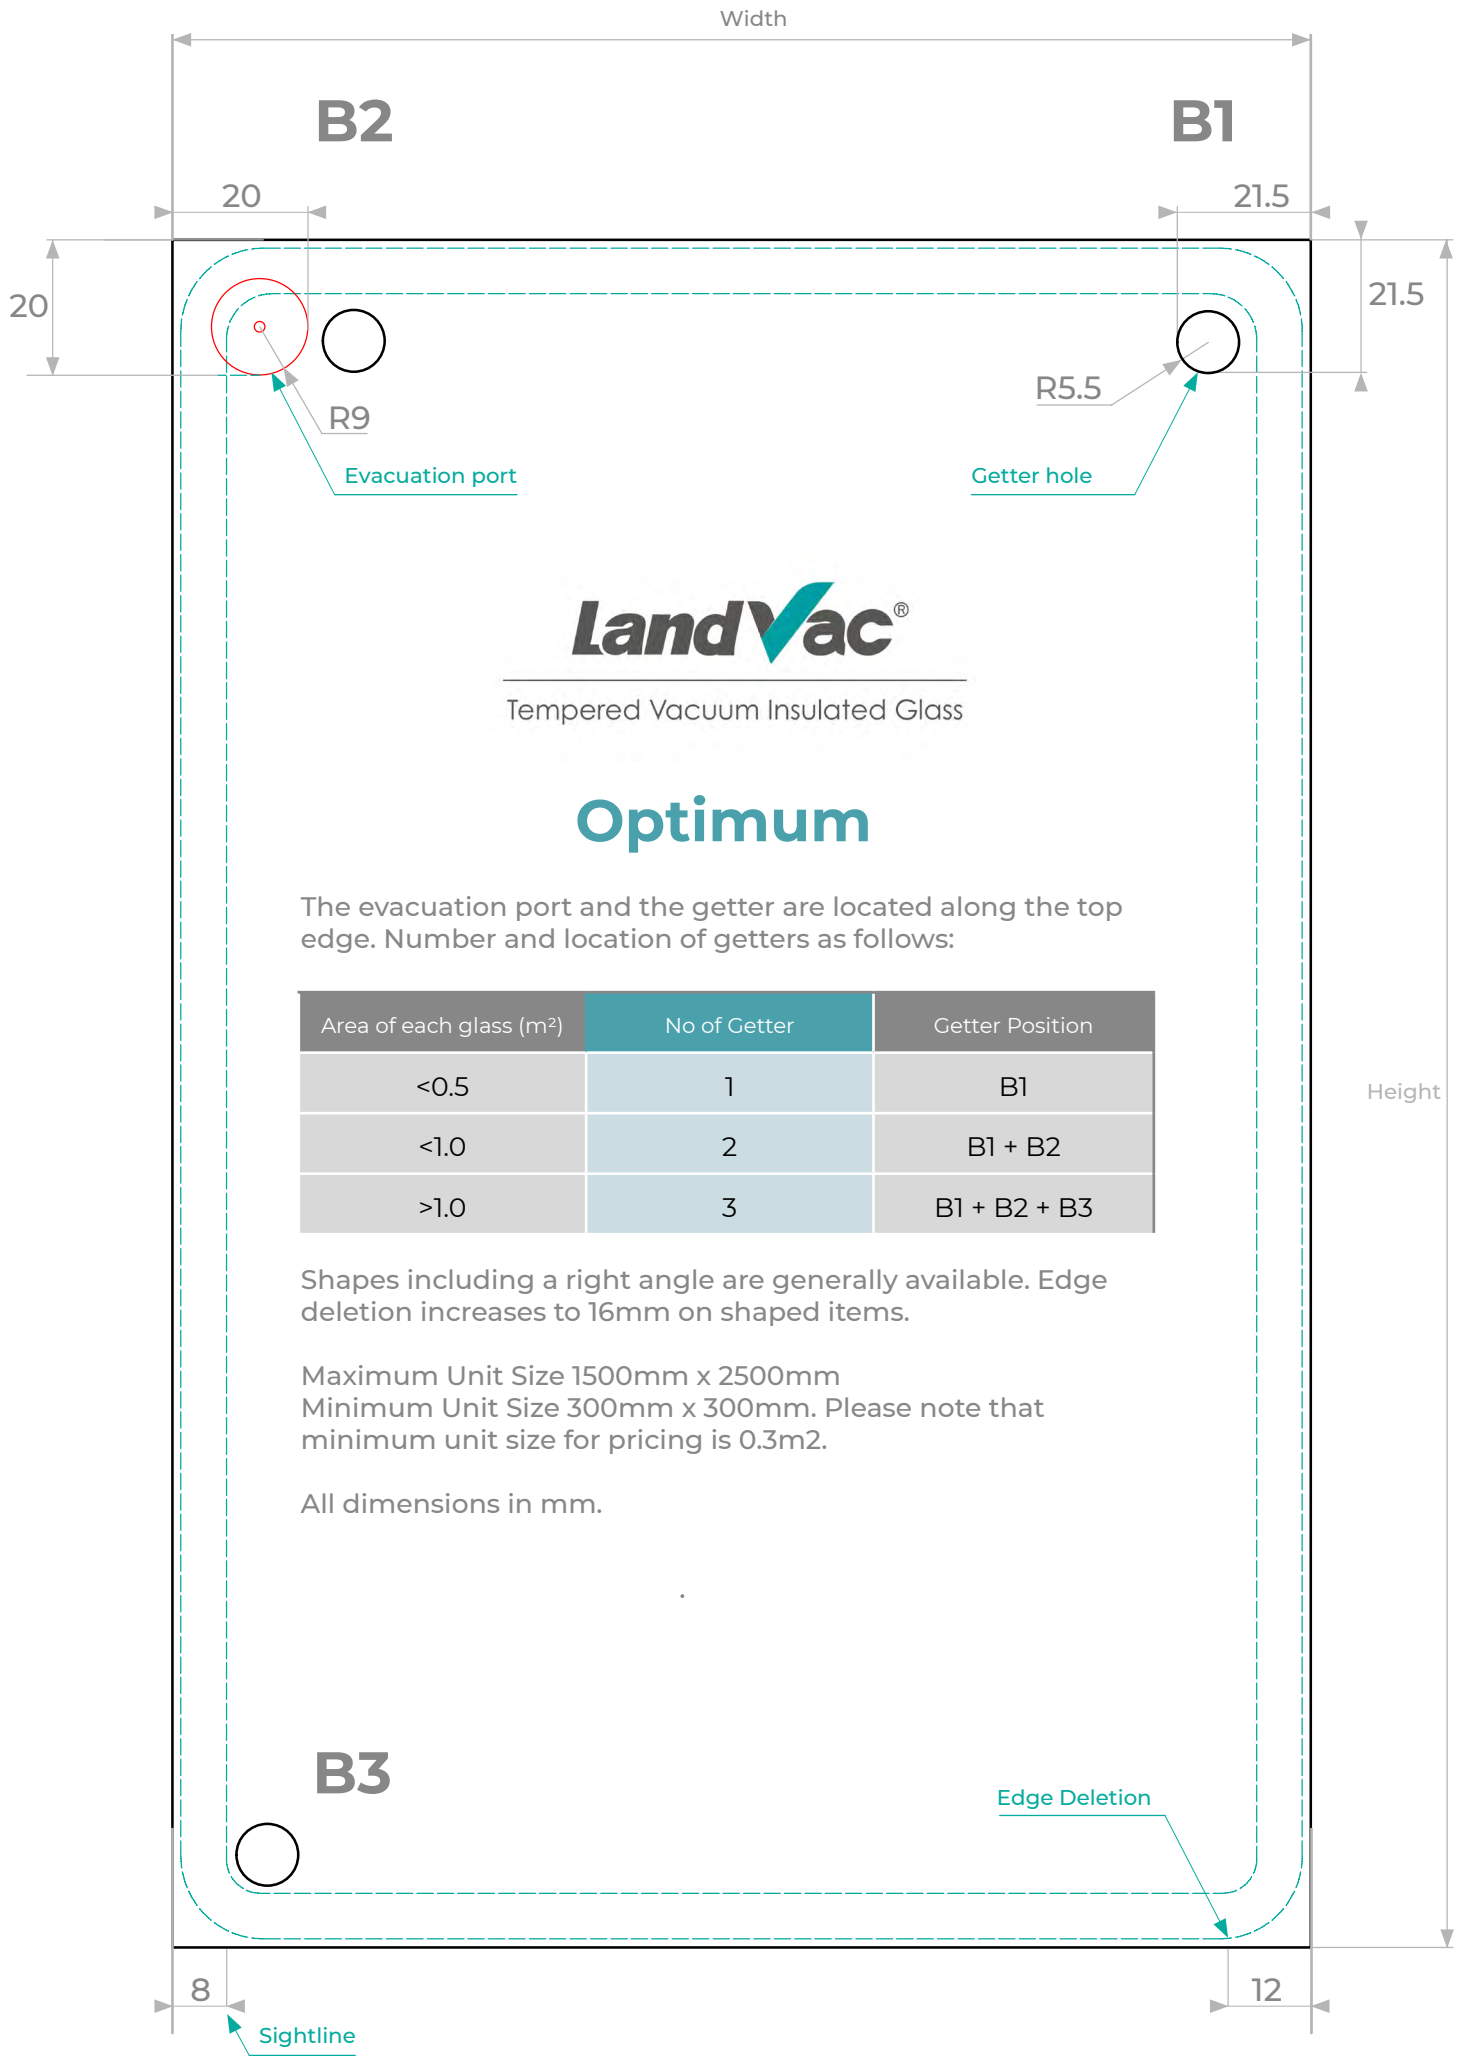 Width
B2
B1
20
21.5
20
21.5
R5.5
R9
Evacuation port
Getter hole
LandVac®
Tempered Vacuum Insulated Glass
Optimum
The evacuation port and the getter are located along the top
edge. Number and location of getters as follows:
Area of each glass (m²) No of Getter Getter Position
<0.5 1 B1
<1.0 2 B1 + B2
>1.0 3 B1 + B2 + B3
Height
Shapes including a right angle are generally available. Edge
deletion increases to 16mm on shaped items.
Maximum Unit Size 1500mm x 2500mm
Minimum Unit Size 300mm x 300mm. Please note that
minimum unit size for pricing is 0.3m2.
All dimensions in mm.
.
B3
Edge Deletion
8
12
Sightline